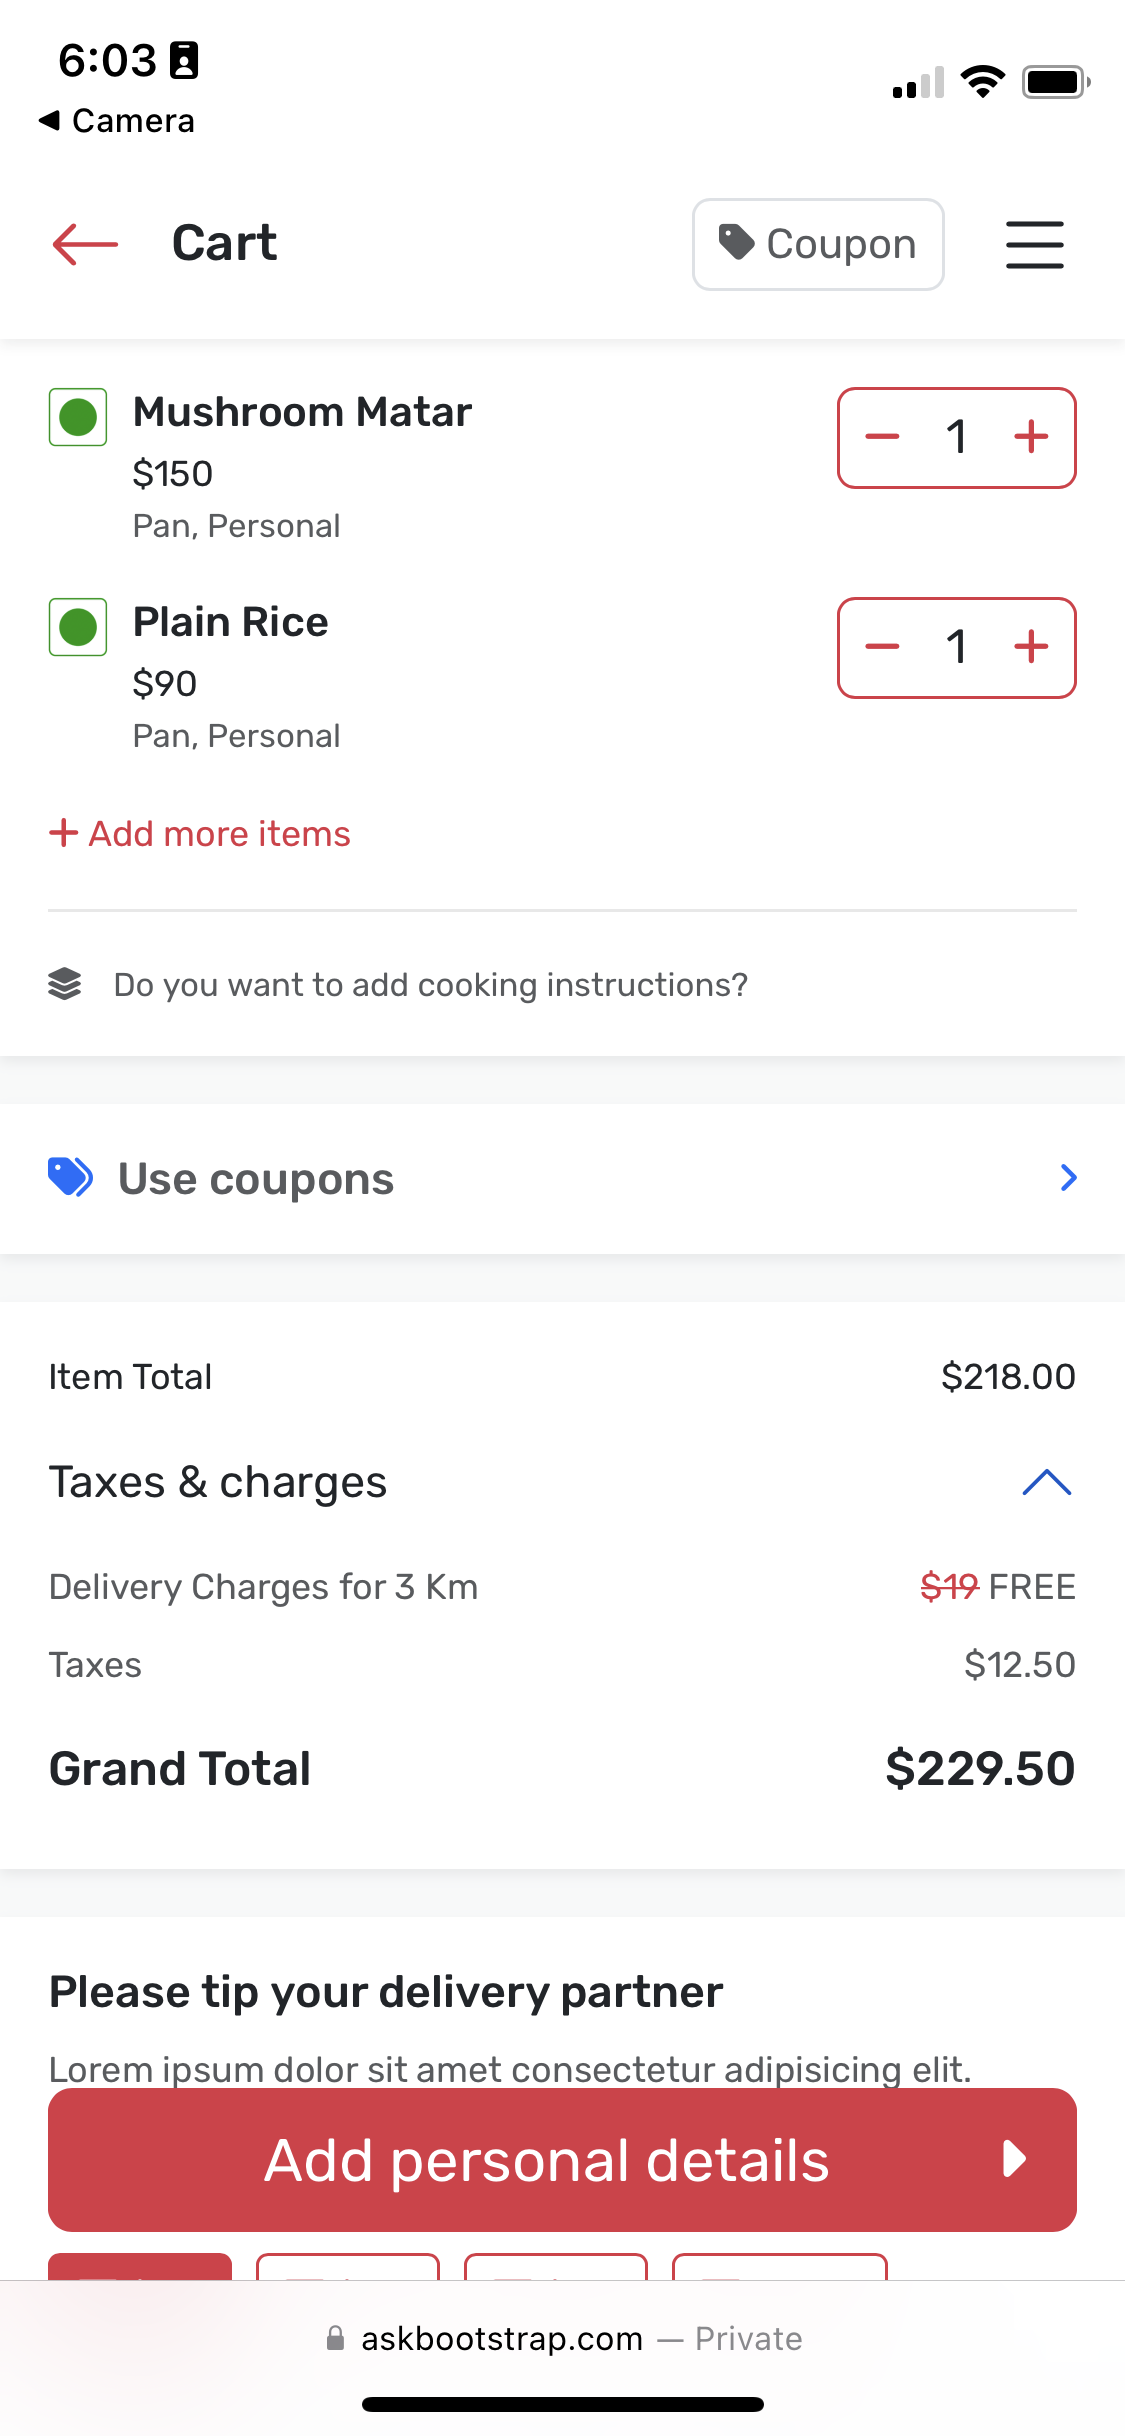 6:03
Camera
Cart
Coupon
Mushroom Matar
$150
Pan, Personal
1
Plain Rice
$90
Pan, Personal
1
+ Add more items
Do you want to add cooking instructions?
Use coupons
Item Total $218.00
Taxes & charges
Delivery Charges for 3 Km $19 FREE
Taxes $12.50
Grand Total $229.50
Please tip your delivery partner
Lorem ipsum dolor sit amet consectetur adipisicing elit.
Add personal details
askbootstrap.com — Private